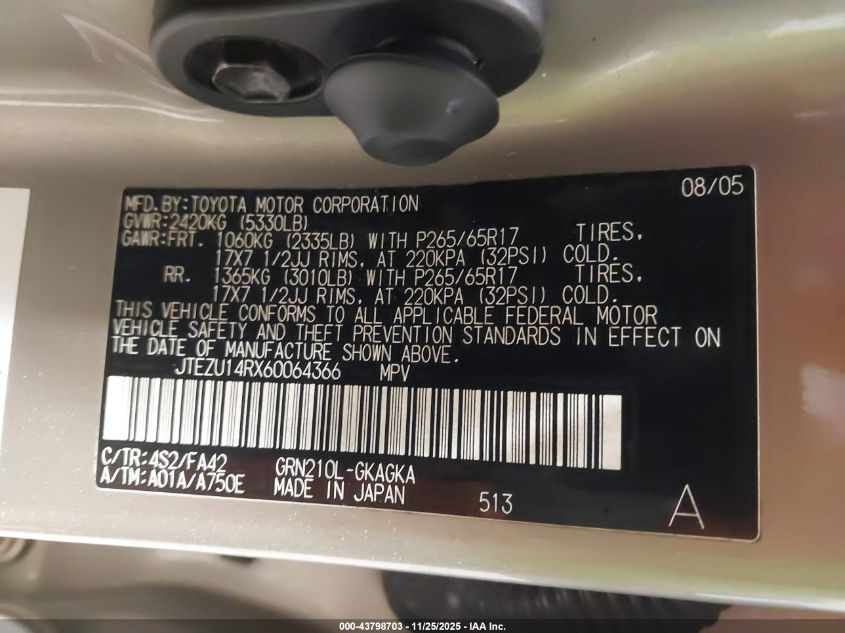 08/05
MFD.BY:TOYOTA MOTOR CORPORATION
GVWR:2420KG (5330LB)
GAWR:FRT. 1060KG (2335LB) WITH P265/65R17 TIRES,
17X7 1/2JJ RIMS, AT 220KPA (32PSI) COLD.
RR. 1365KG (3010LB) WITH P265/65R17 TIRES,
17X7 1/2JJ RIMS, AT 220KPA (32PSI) COLD.
THIS VEHICLE CONFORMS TO ALL APPLICABLE FEDERAL MOTOR
VEHICLE SAFETY AND THEFT PREVENTION STANDARDS IN EFFECT ON
THE DATE OF MANUFACTURE SHOWN ABOVE.
JTEZU14RX60064366 MPV
C/TR:4S2/FA42 GRN210L-GKAGKA
A/TM:A01A/A750E MADE IN JAPAN 513 A
000-43798703 - 11/25/2025 - IAA Inc.